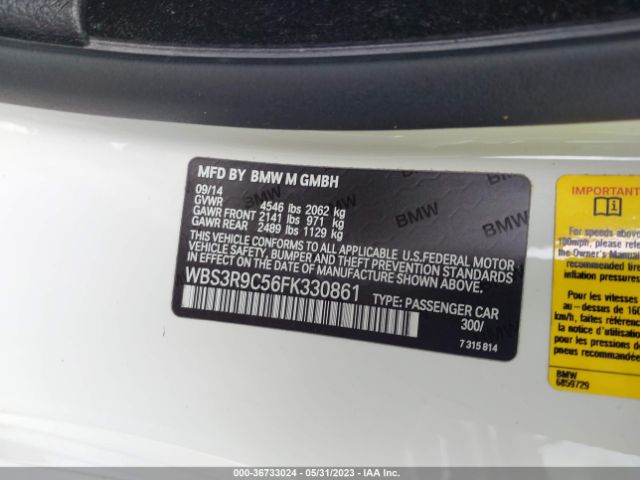 MFD BY BMW M GMBH
09/14
GVWR 4546 lbs 2062 kg
GAWR FRONT 2141 lbs 971 kg
GAWR REAR 2489 lbs 1129 kg
THIS VEHICLE CONFORMS TO ALL APPLICABLE U.S. FEDERAL MOTOR
VEHICLE SAFETY, BUMPER AND THEFT PREVENTION STANDARDS IN
EFFECT ON THE DATE OF MANUFACTURE SHOWN ABOVE.
WBS3R9C56FK330861
TYPE: PASSENGER CAR
300/
7 315 814
BMW
BMW
BMW
IMPORTANT
For speeds above
100mph, please refe
the Owner's Manual
recommended tire
inflation pressures
Pour les vitesses
au - dessus de 160
km/h, formez vous
la notice d'utilisation
pour les pressions de
pneus recommandée
BMW
6859729
000-36733024 - 05/31/2023 - IAA Inc.